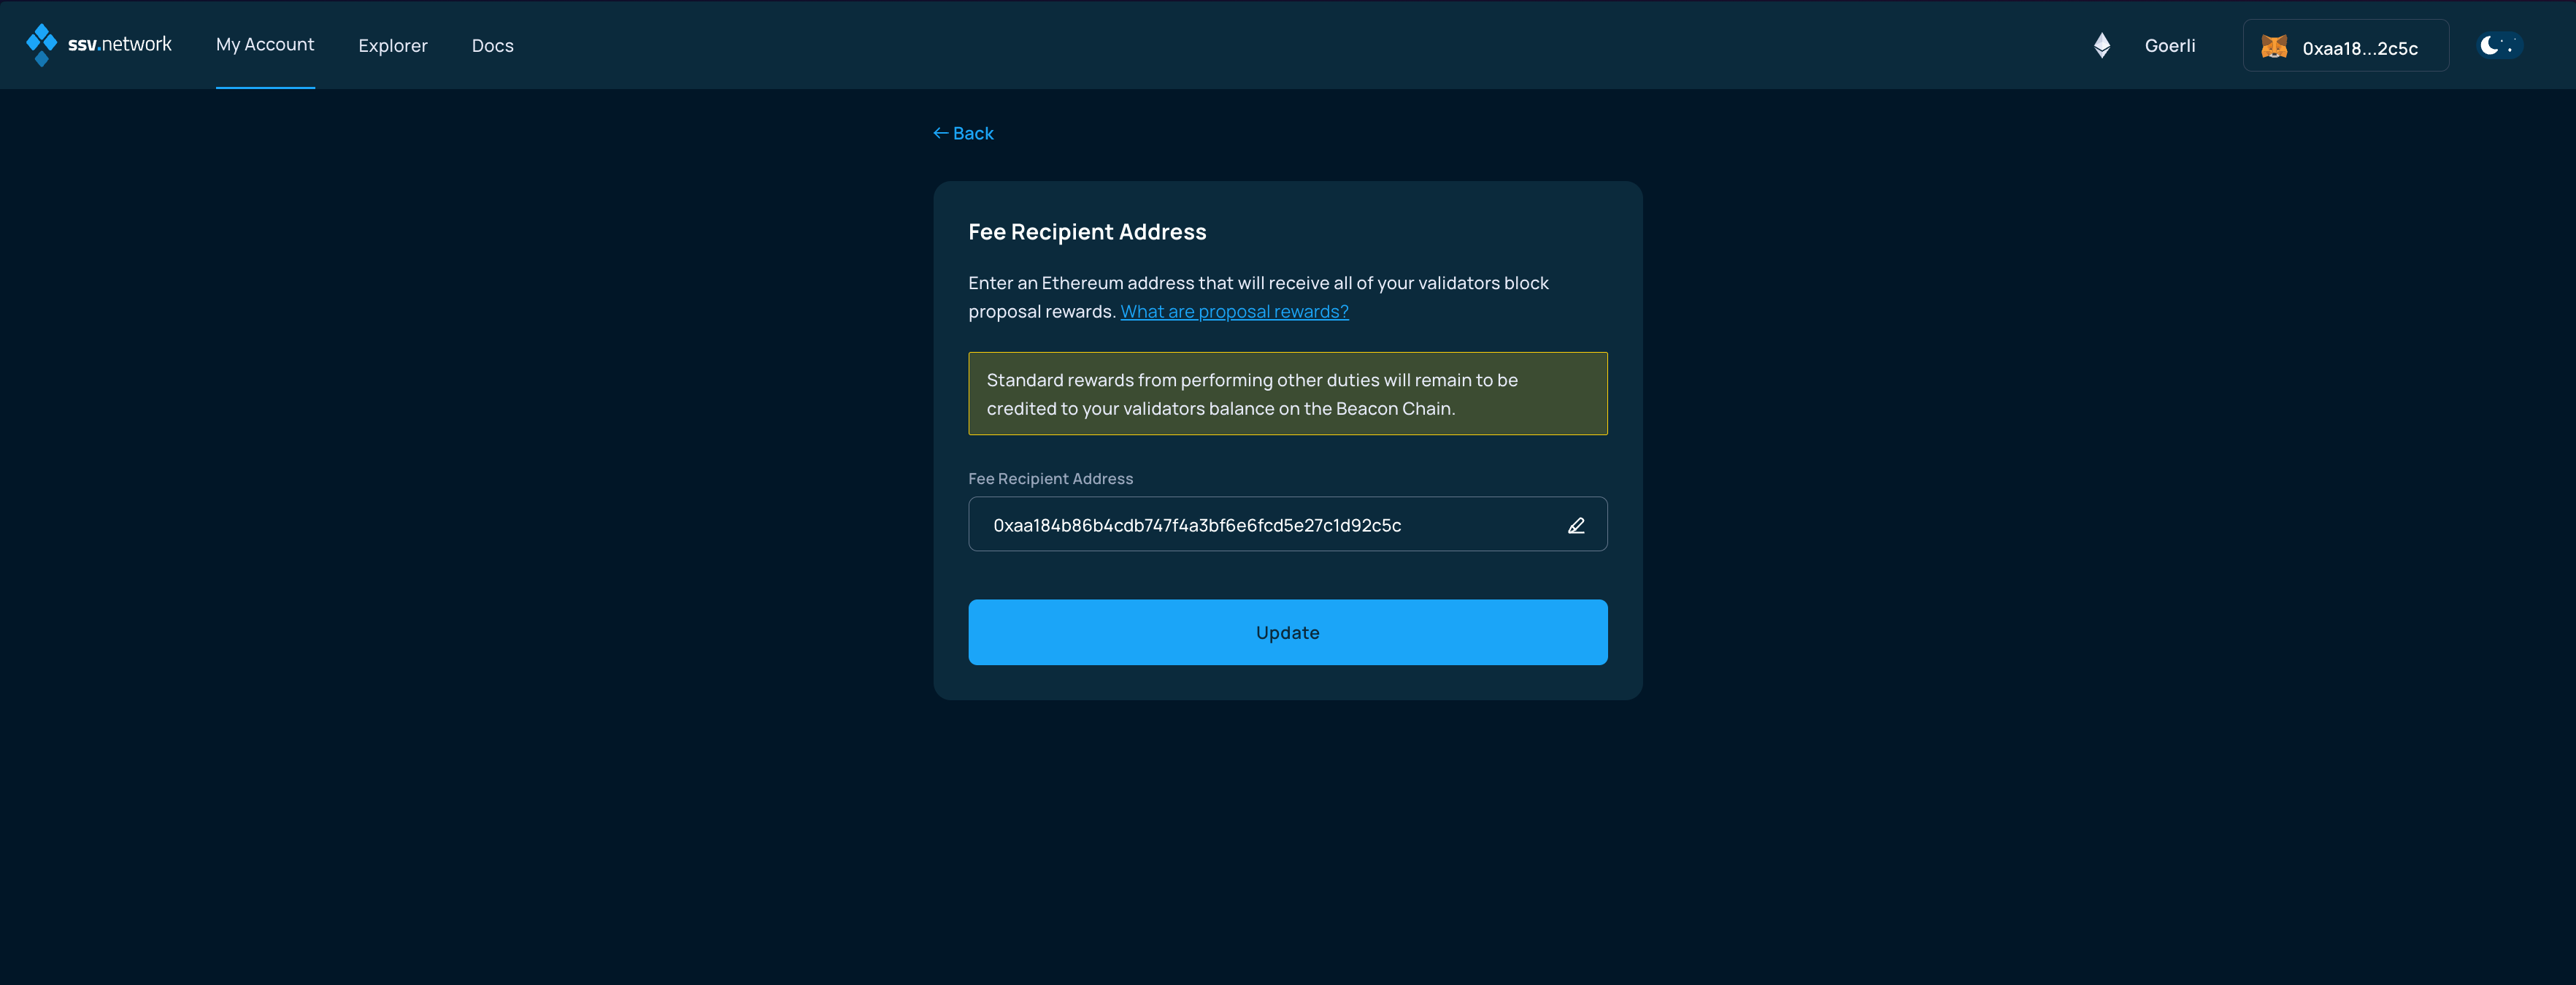 ssv.network
My Account
Explorer
Docs
Goerli
0xaa18...2c5c
← Back
Fee Recipient Address
Enter an Ethereum address that will receive all of your validators block
proposal rewards. What are proposal rewards?
Standard rewards from performing other duties will remain to be
credited to your validators balance on the Beacon Chain.
Fee Recipient Address
0xaa184b86b4cdb747f4a3bf6e6fcd5e27c1d92c5c
Update